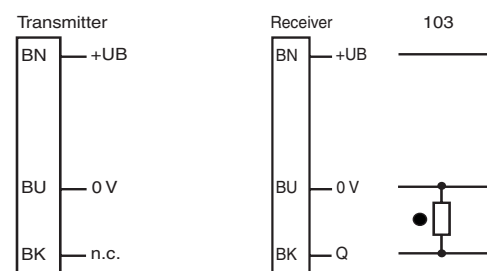 Transmitter
BN +UB
BU 0 V
BK n.c.
Receiver
BN +UB
BU 0 V
BK Q
103